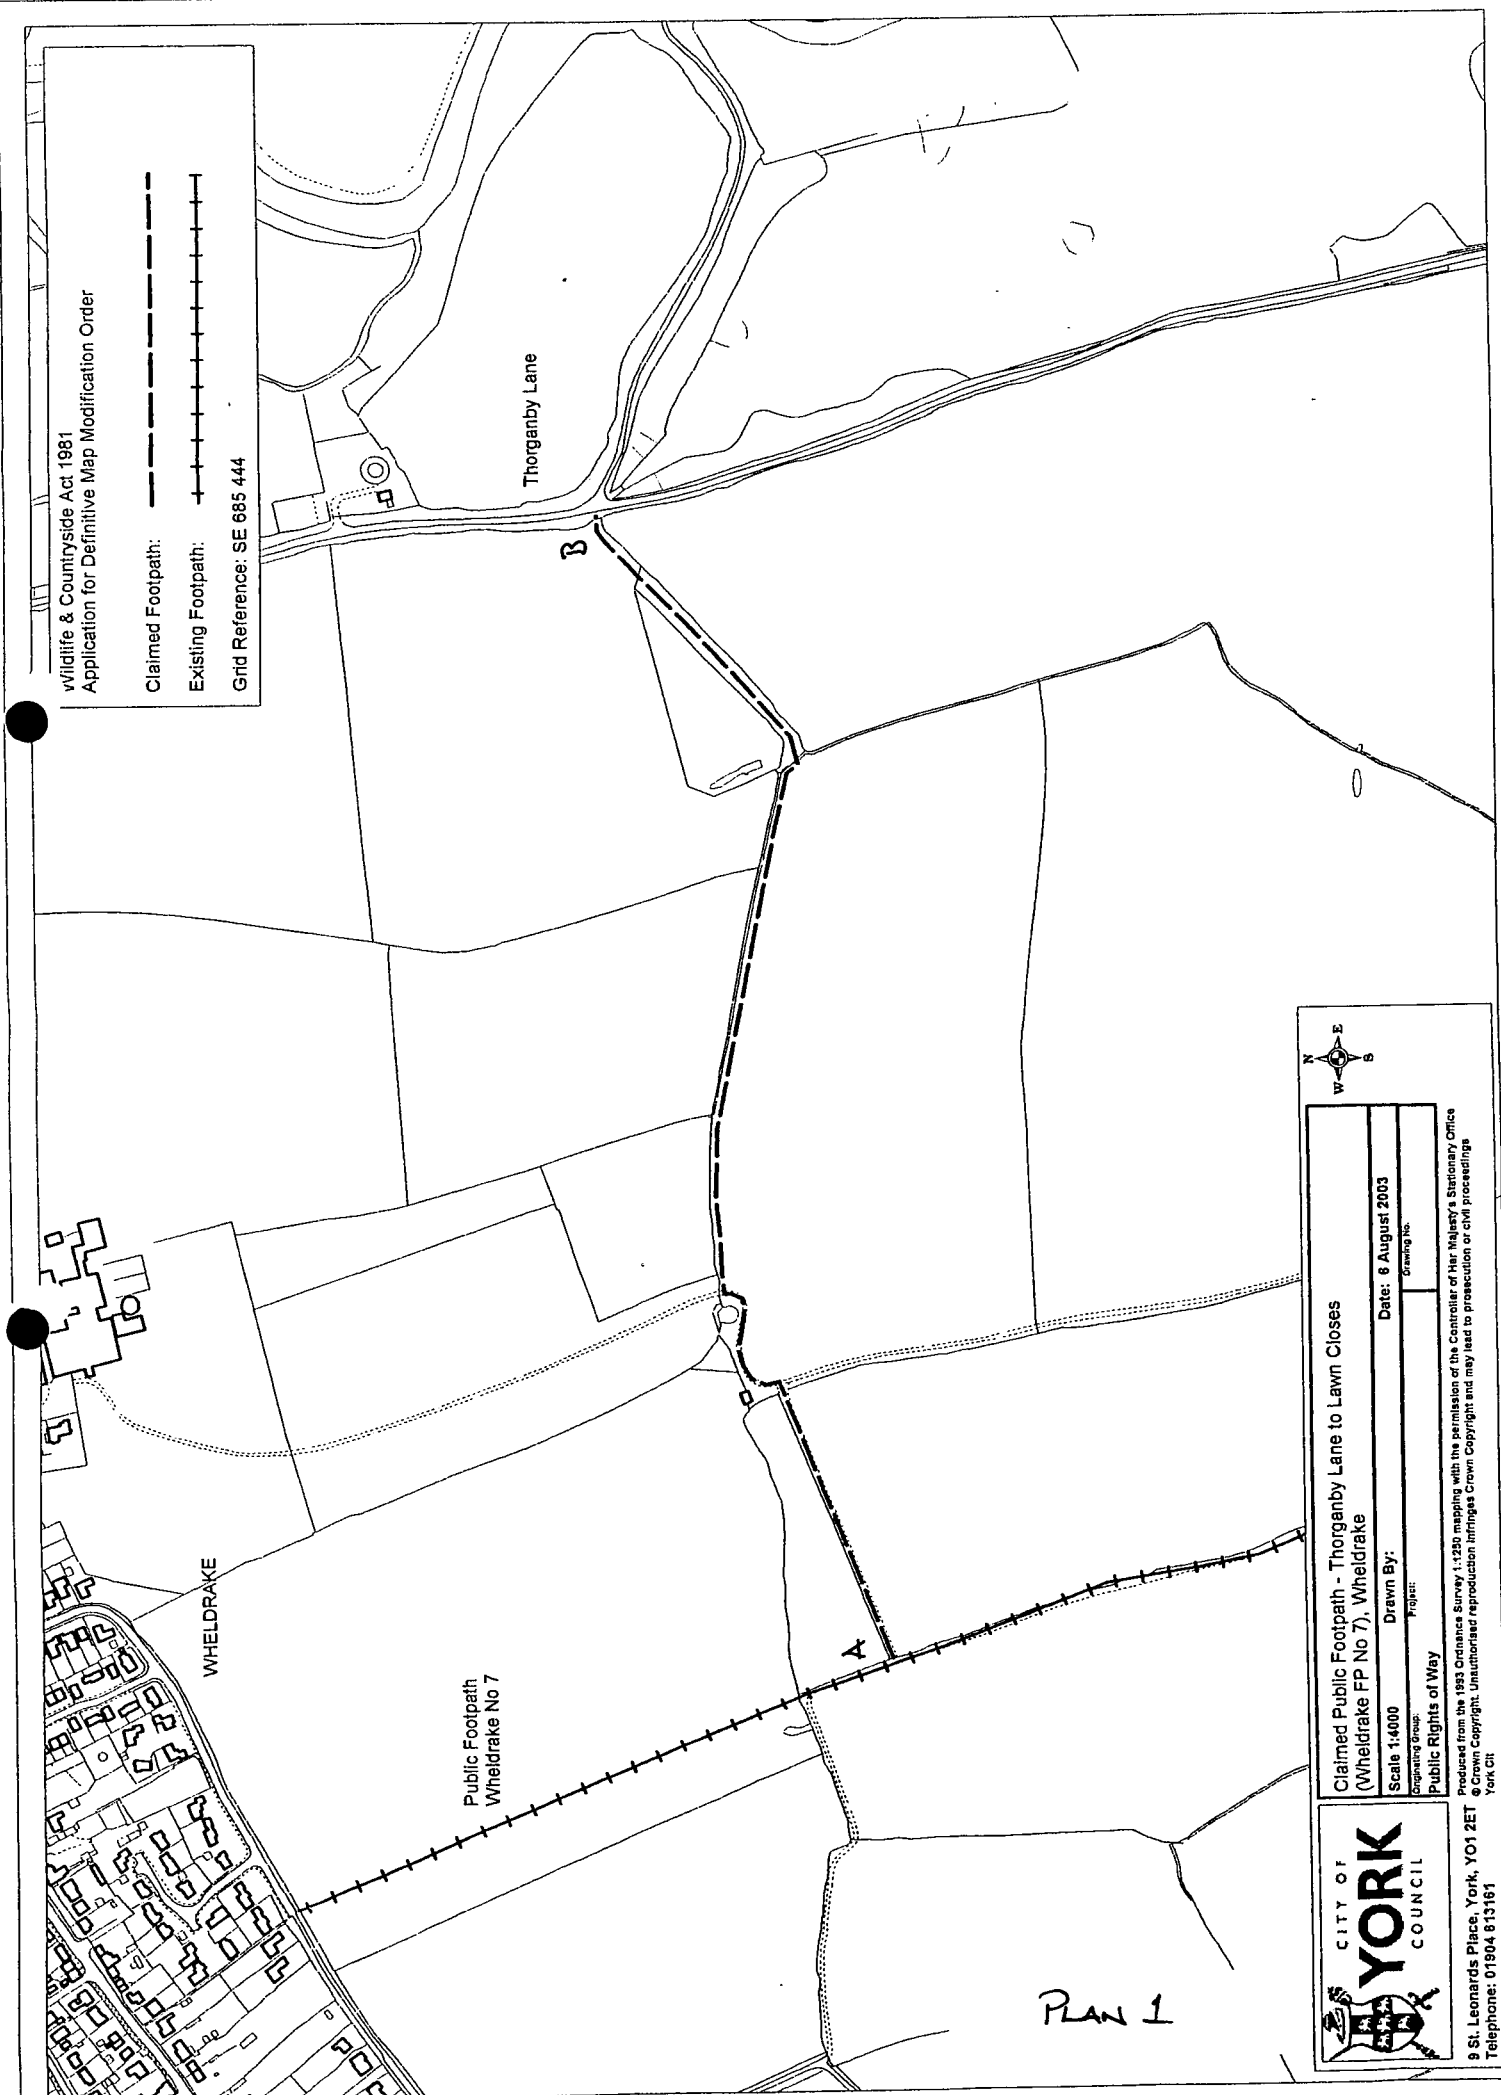 Wildlife & Countryside Act 1981
Application for Definitive Map Modification Order
Claimed Footpath:
Existing Footpath:
Grid Reference: SE 685 444
WHELDRAKE
Thorganby Lane
B
Public Footpath
Wheldrake No 7
A
PLAN 1
CITY OF
YORK
COUNCIL
9 St. Leonards Place, York, YO1 2ET
Telephone: 01904 613161
Claimed Public Footpath - Thorganby Lane to Lawn Closes
(Wheldrake FP No 7), Wheldrake
Scale 1:4000
Drawn By:
Date: 6 August 2003
Originating Group:
Project:
Drawing No.
Public Rights of Way
Produced from the 1993 Ordnance Survey 1:1250 mapping with the permission of the Controller of Her Majesty's Stationary Office
© Crown Copyright. Unauthorised reproduction infringes Crown Copyright and may lead to prosecution or civil proceedings
York Cit
N
W E
S